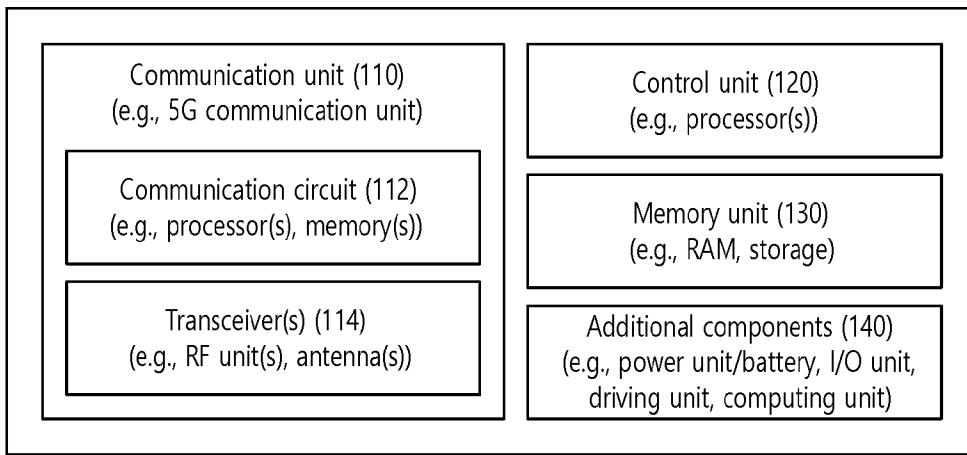 Communication unit (110)
(e.g., 5G communication unit)
Communication circuit (112)
(e.g., processor(s), memory(s))
Transceiver(s) (114)
(e.g., RF unit(s), antenna(s))
Control unit (120)
(e.g., processor(s))
Memory unit (130)
(e.g., RAM, storage)
Additional components (140)
(e.g., power unit/battery, I/O unit,
driving unit, computing unit)